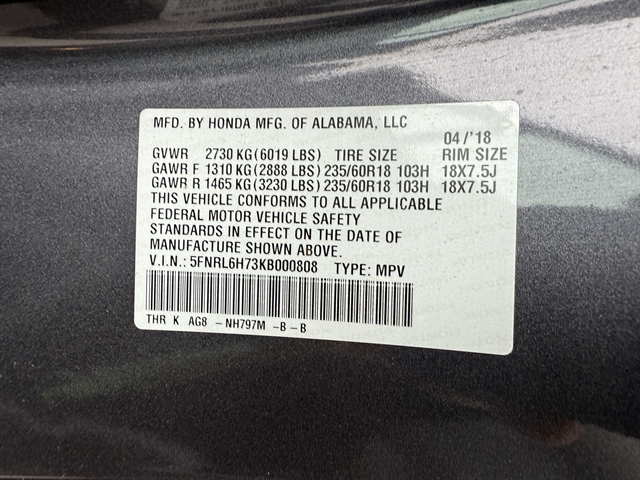 MFD. BY HONDA MFG. OF ALABAMA, LLC
04/'18
GVWR 2730 KG (6019 LBS) TIRE SIZE RIM SIZE
GAWR F 1310 KG (2888 LBS) 235/60R18 103H 18X7.5J
GAWR R 1465 KG (3230 LBS) 235/60R18 103H 18X7.5J
THIS VEHICLE CONFORMS TO ALL APPLICABLE
FEDERAL MOTOR VEHICLE SAFETY
STANDARDS IN EFFECT ON THE DATE OF
MANUFACTURE SHOWN ABOVE.
V.I.N.: 5FNRL6H73KB000808 TYPE: MPV
THR K AG8 -NH797M -B-B